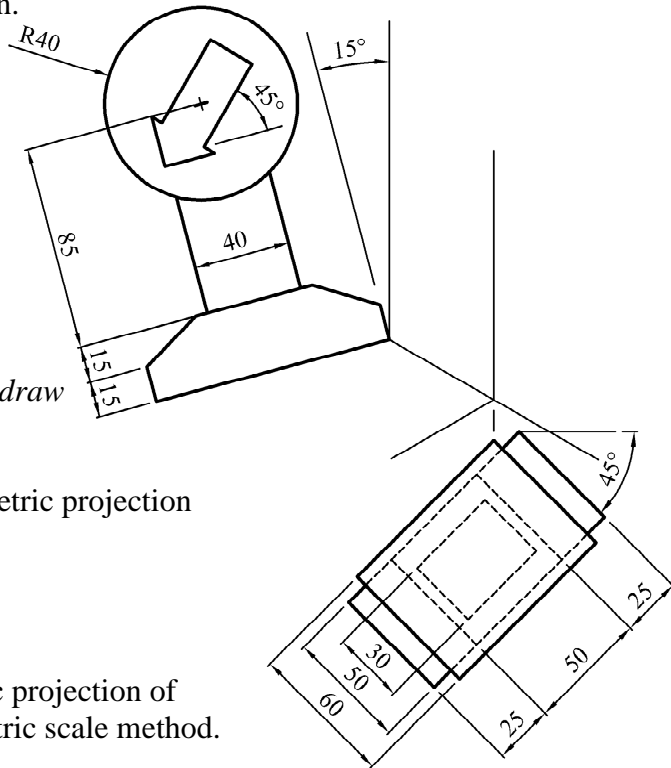 n.
R40
15°
45°
85
40
15
15
draw
etric projection
45°
25
50
25
30
50
60
c projection of
tric scale method.